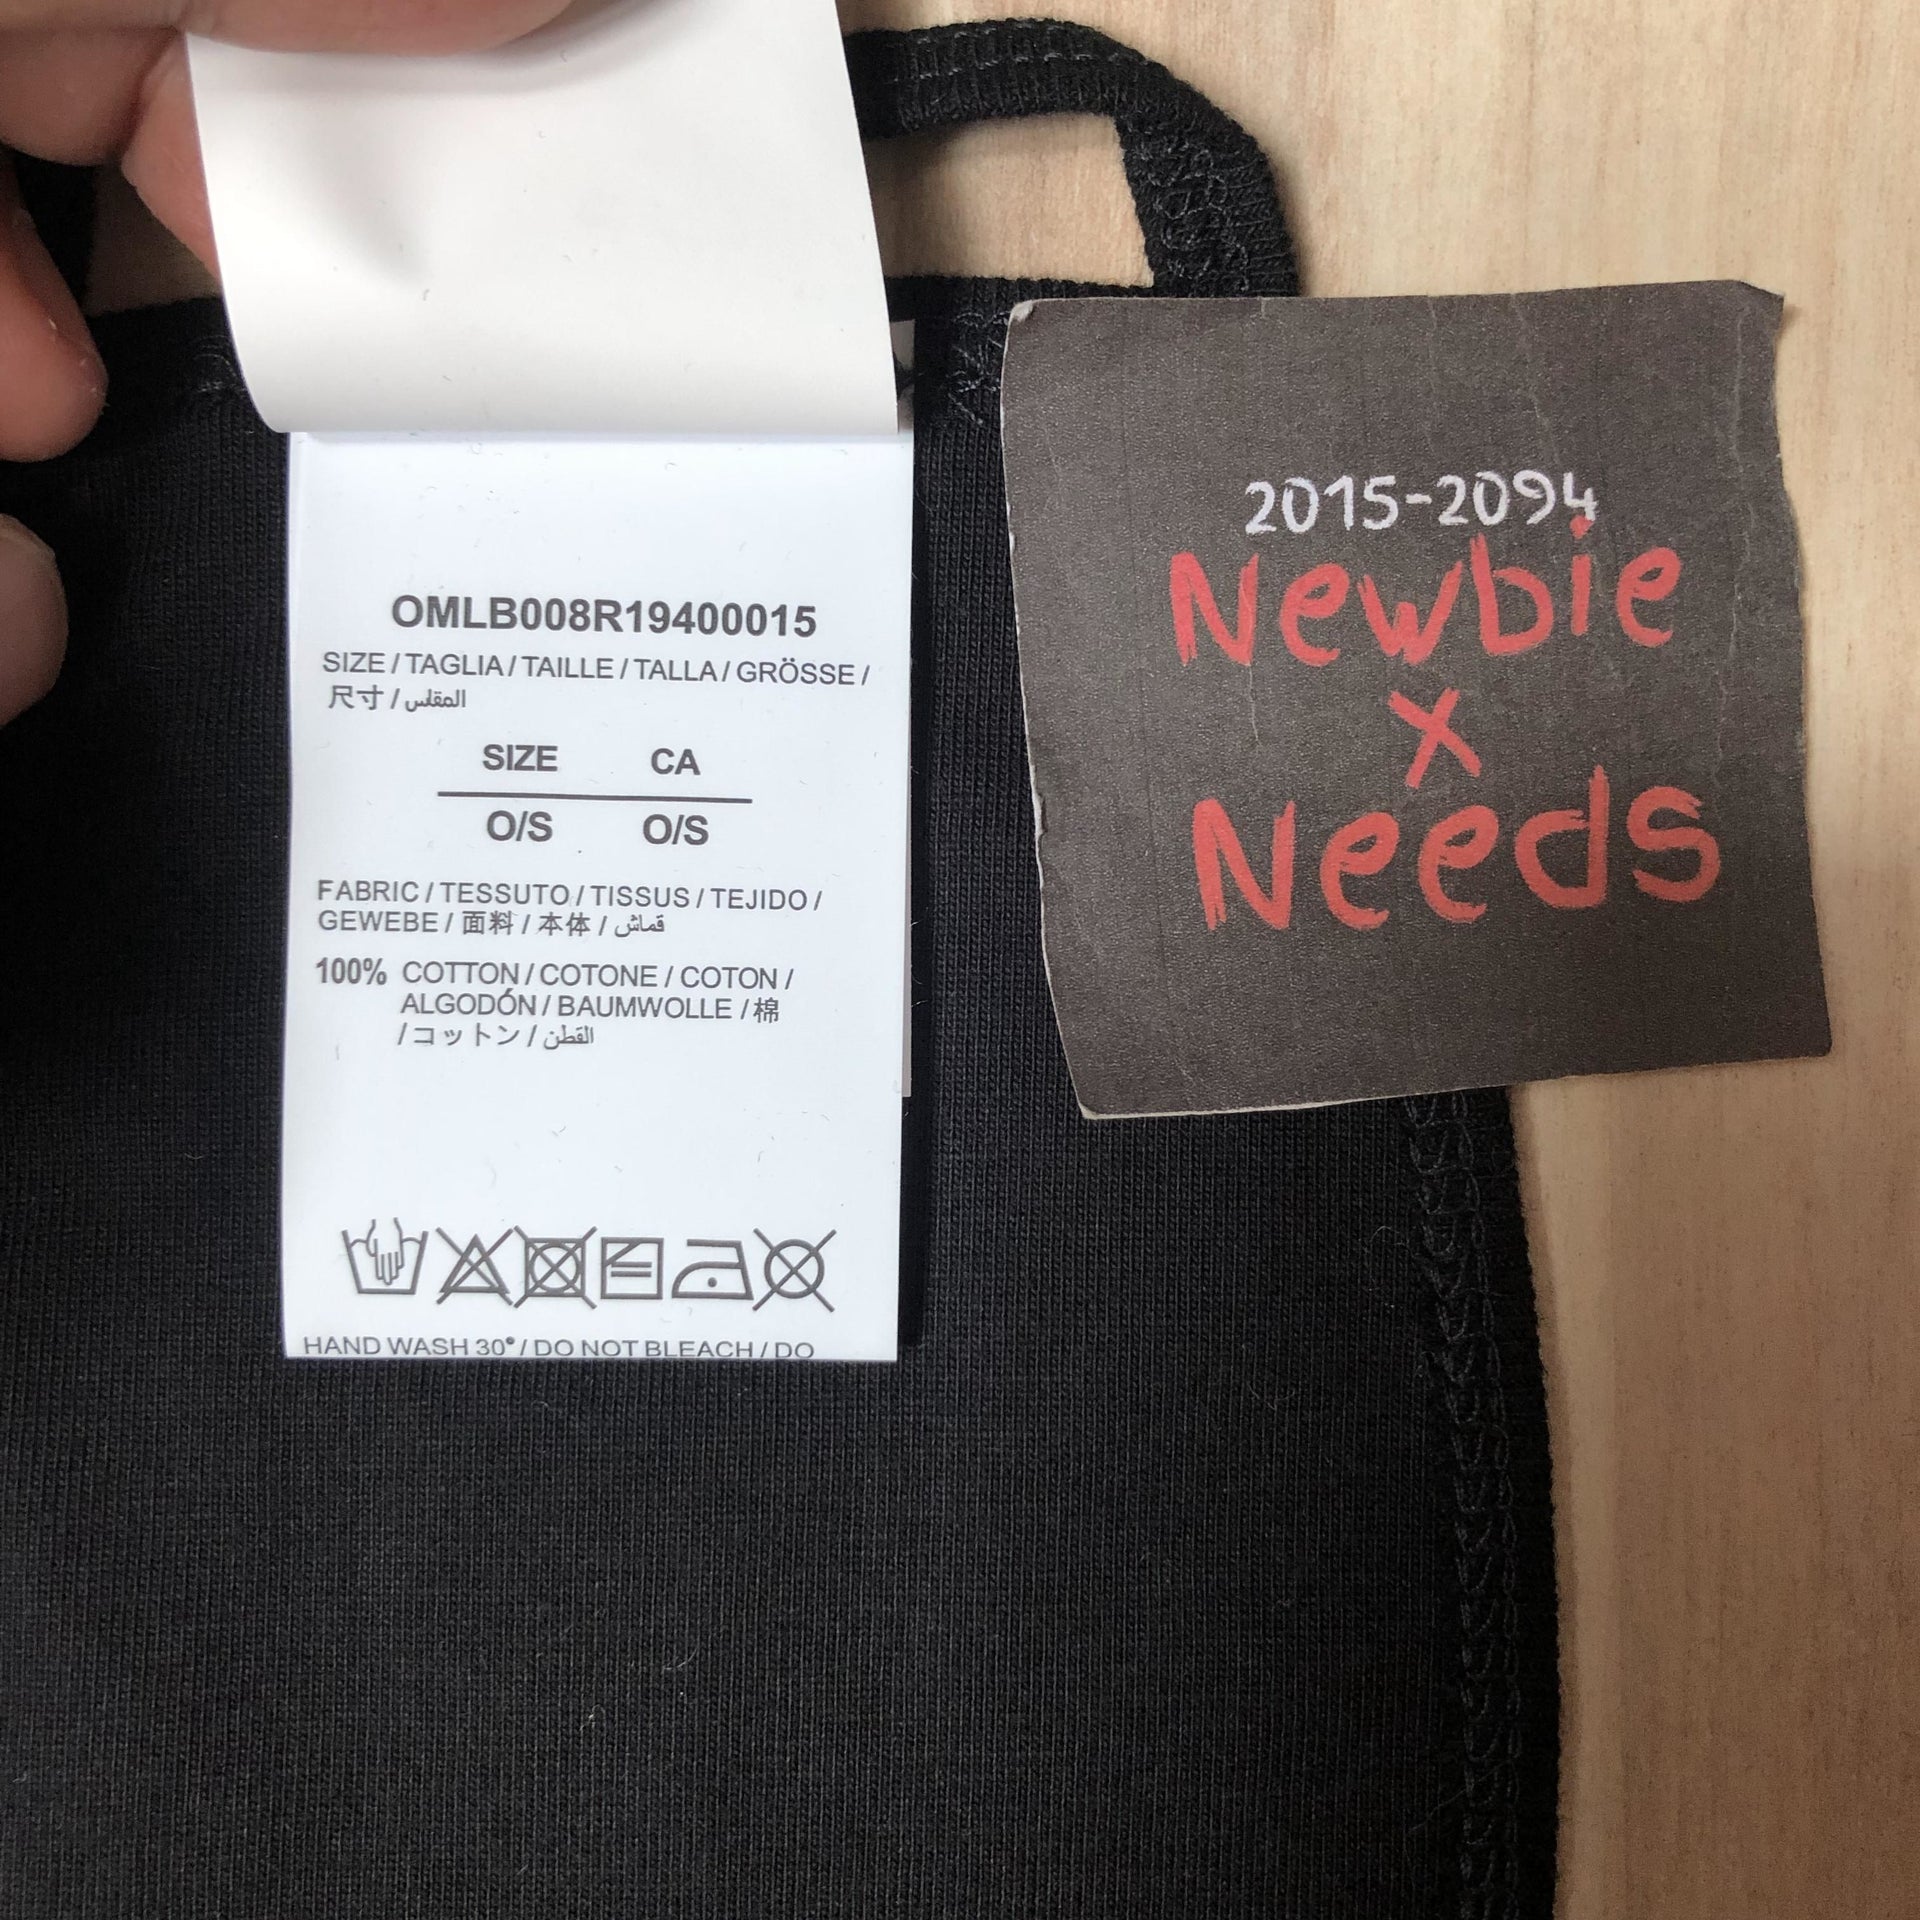 OMLB008R19400015
SIZE / TAGLIA / TAILLE / TALLA / GRÖSSE /
尺寸 / المقلس
SIZE CA
O/S O/S
FABRIC / TESSUTO / TISSUS / TEJIDO /
GEWEBE / 面料 / 本体 / قماش
100% COTTON / COTONE / COTON /
ALGODÓN / BAUMWOLLE / 棉
/ コットン / القطن
HAND WASH 30° / DO NOT BLEACH / DO
2015-2094
Newbie
x
Needs